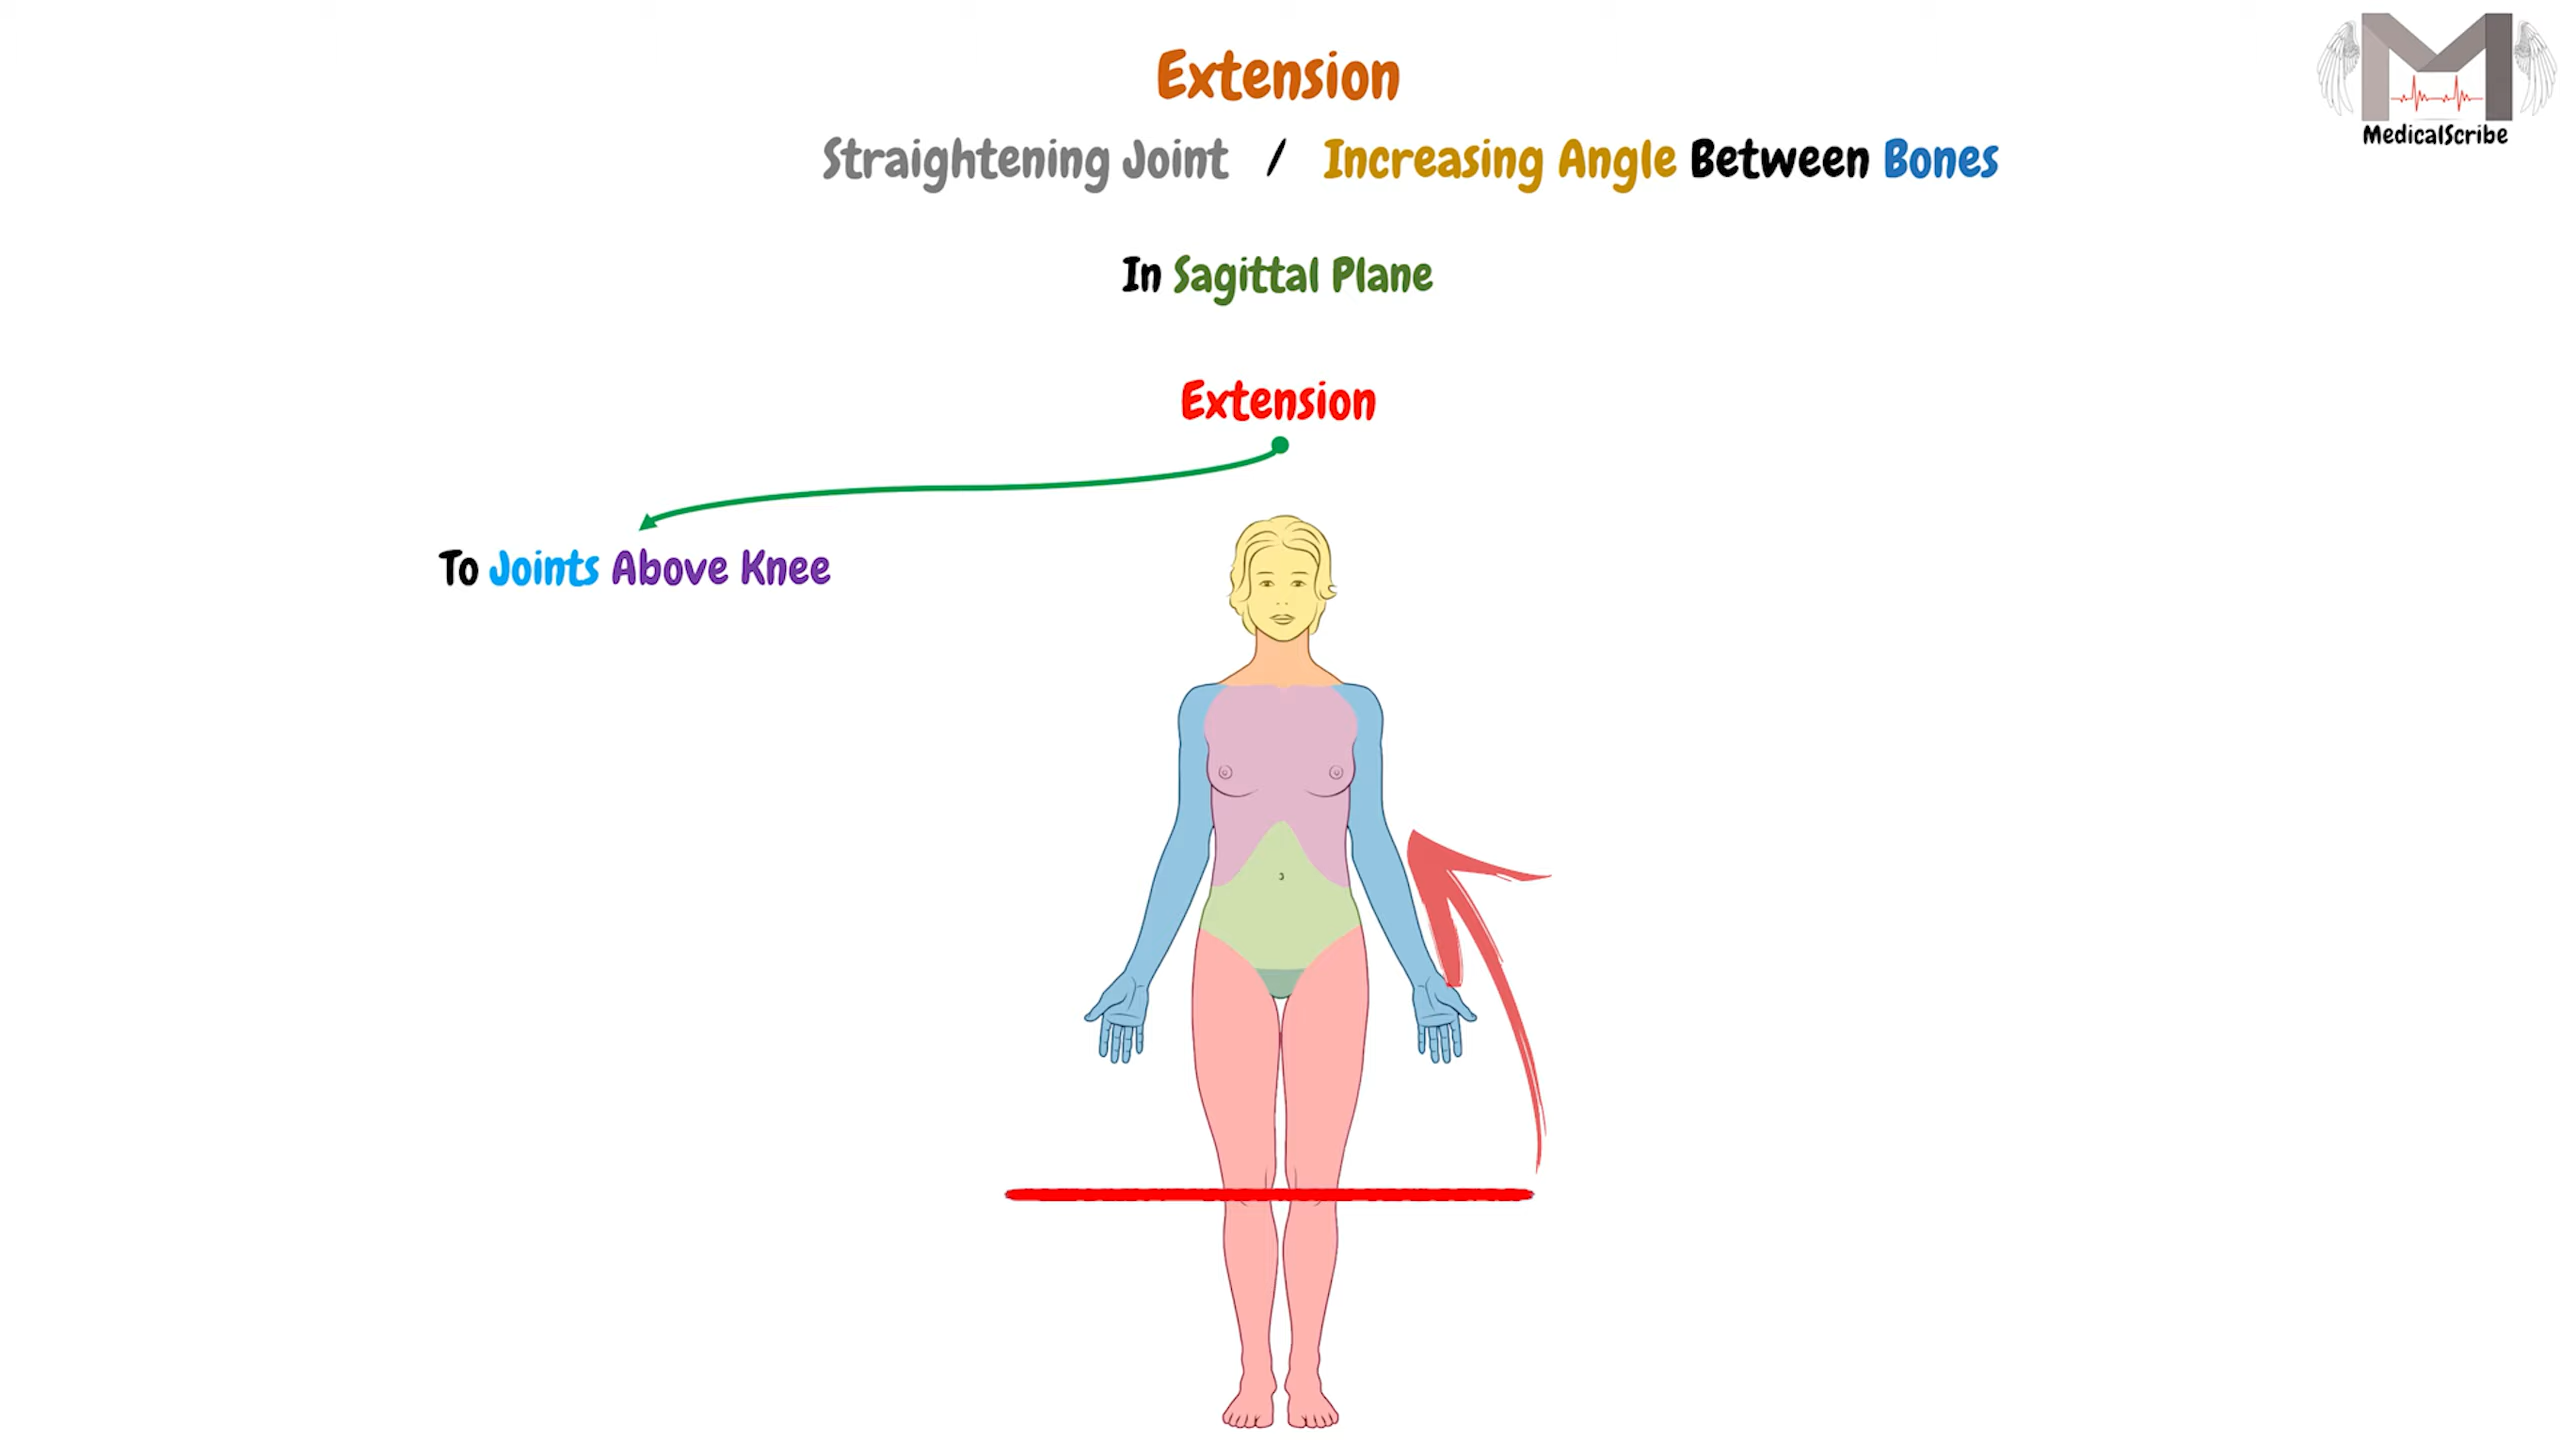 Extension
MedicalScribe
Straightening Joint / Increasing Angle Between Bones
In Sagittal Plane
Extension
To Joints Above Knee